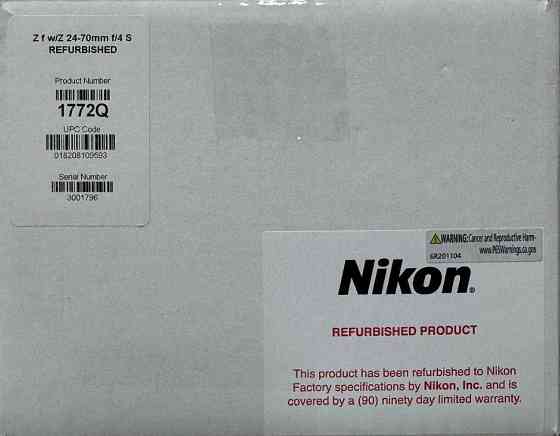 Z f w/Z 24-70mm f/4 S
REFURBISHED
Product Number
1772Q
UPC Code
018208109593
Serial Number
3001796
WARNING: Cancer and Reproductive Harm-
www.P65Warnings.ca.gov
6R201104
Nikon®
REFURBISHED PRODUCT
This product has been refurbished to Nikon
Factory specifications by Nikon, Inc. and is
covered by a (90) ninety day limited warranty.